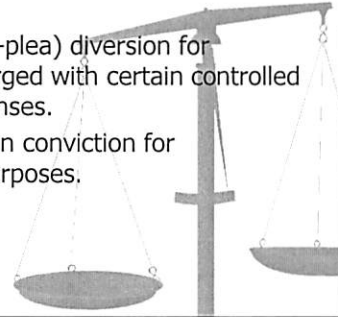 -plea) diversion for
rged with certain controlled
nses.
n conviction for
rposes.